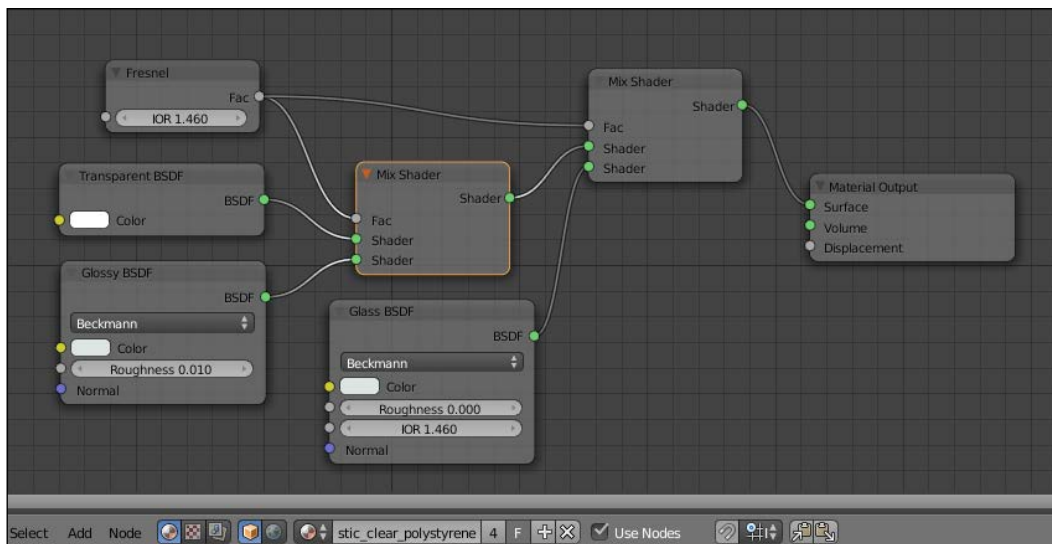 Fresnel
Fac
IOR 1.460
Transparent BSDF
BSDF
Color
Glossy BSDF
BSDF
Beckmann
Color
Roughness 0.010
Normal
Mix Shader
Shader
Fac
Shader
Shader
Glass BSDF
BSDF
Beckmann
Color
Roughness 0.000
IOR 1.460
Normal
Mix Shader
Shader
Fac
Shader
Shader
Material Output
Surface
Volume
Displacement
Select Add Node stic_clear_polystyrene 4 F Use Nodes